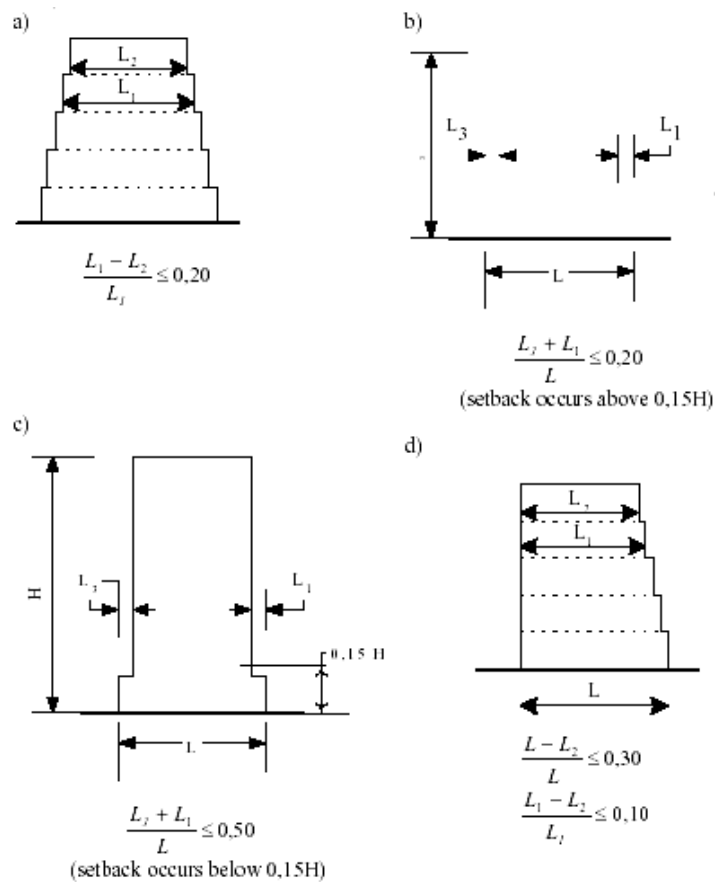 a)
L₂
L₁
(L₁ − L₂) / L₁ ≤ 0,20
b)
L₃
L₁
L
(L₃ + L₁) / L ≤ 0,20
(setback occurs above 0,15H)
c)
H
L₃
L₁
0,15 H
L
(L₃ + L₁) / L ≤ 0,50
(setback occurs below 0,15H)
d)
L₂
L₁
L
(L − L₂) / L ≤ 0,30
(L₁ − L₂) / L₁ ≤ 0,10